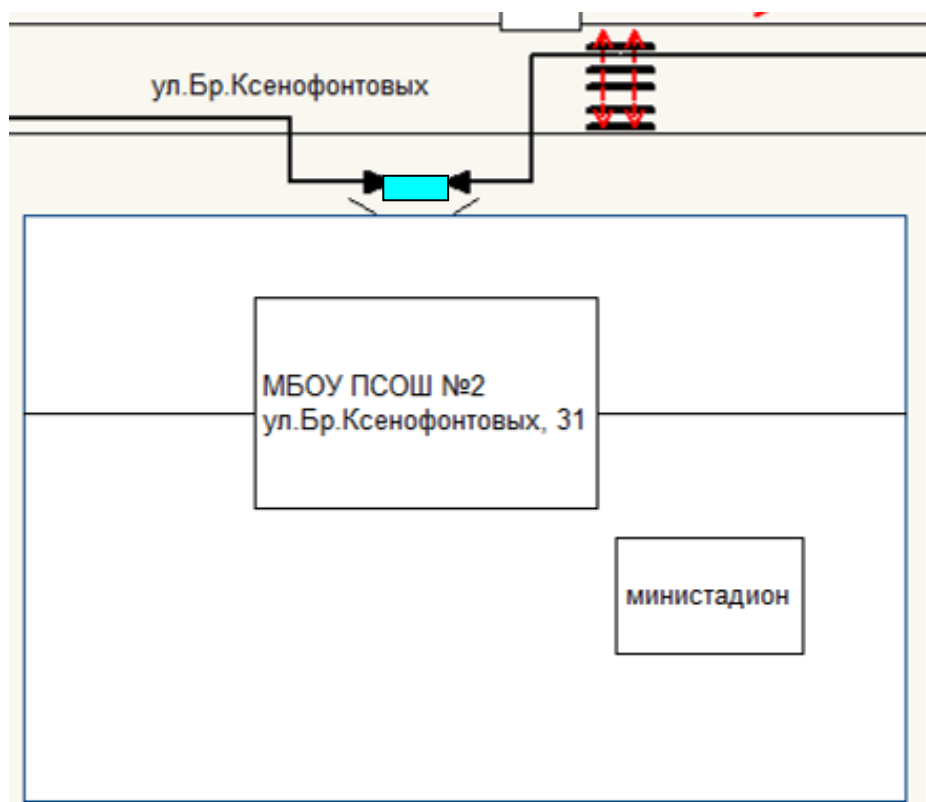 ул.Бр.Ксенофонтовых
МБОУ ПСОШ №2
ул.Бр.Ксенофонтовых, 31
министадион